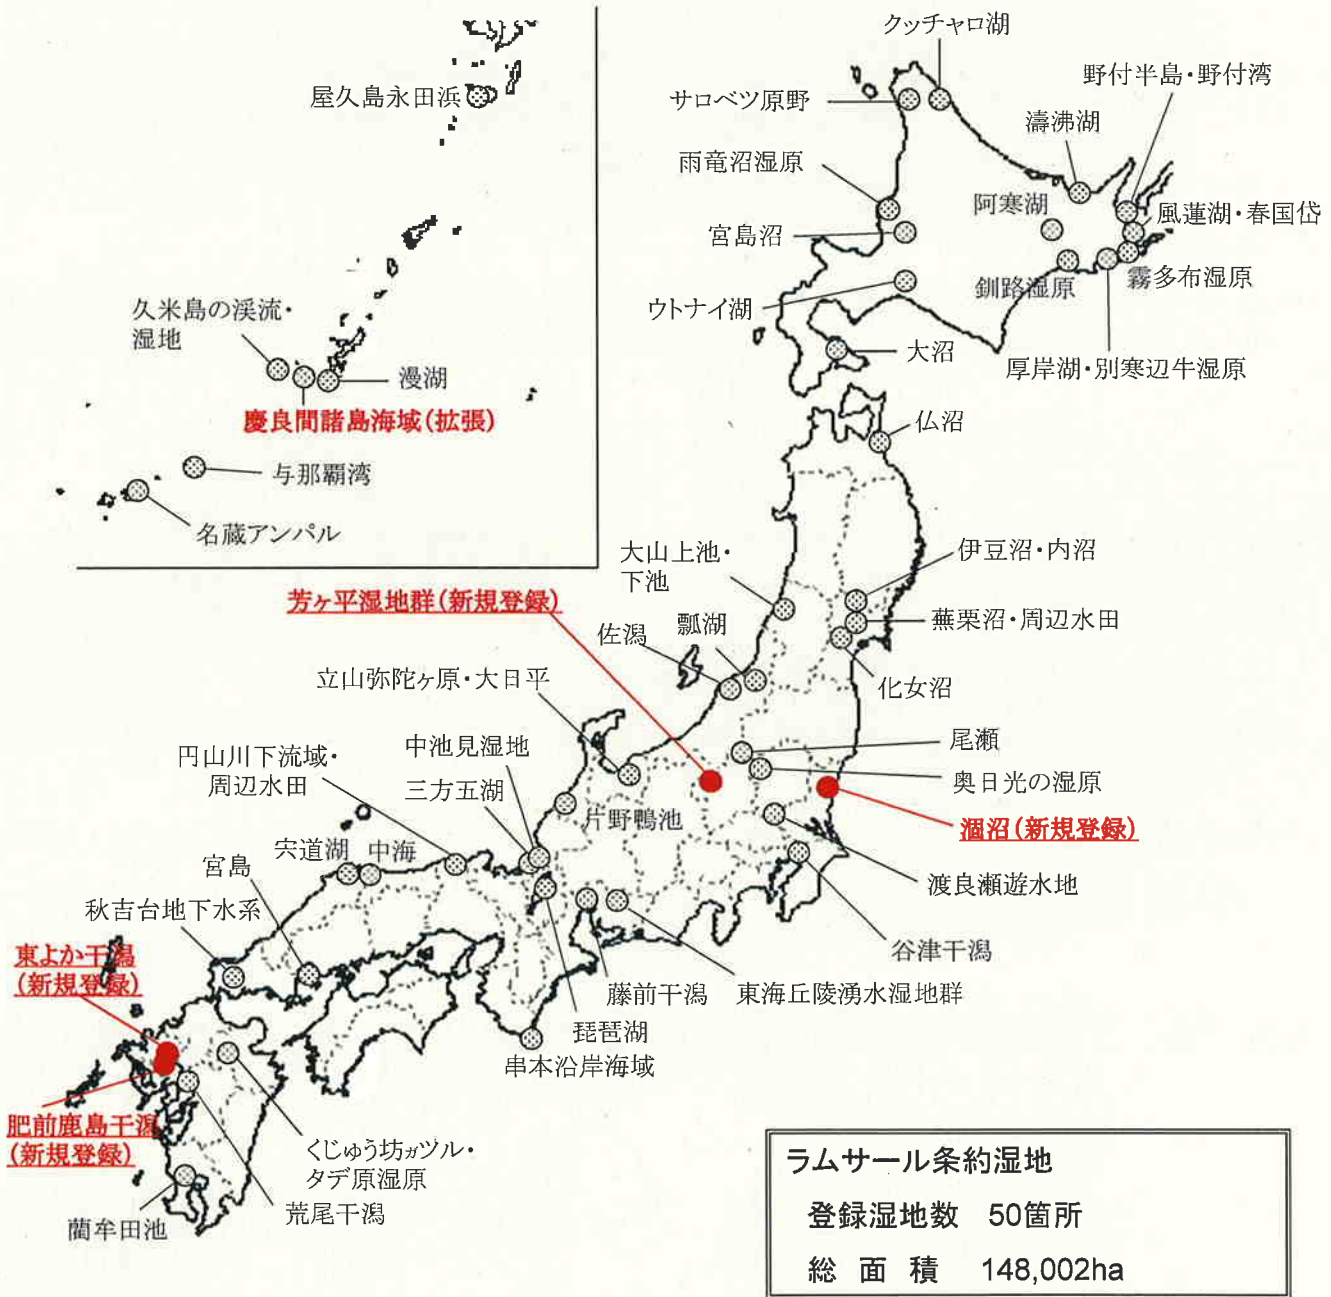 クッチャロ湖
野付半島・野付湾
サロベツ原野
濤沸湖
雨竜沼湿原
阿寒湖
風蓮湖・春国岱
宮島沼
霧多布湿原
釧路湿原
ウトナイ湖
大沼
厚岸湖・別寒辺牛湿原
屋久島永田浜
久米島の渓流・
湿地
漫湖
慶良間諸島海域(拡張)
与那覇湾
名蔵アンパル
仏沼
大山上池・
下池
伊豆沼・内沼
芳ヶ平湿地群(新規登録)
蕪栗沼・周辺水田
瓢湖
佐潟
化女沼
立山弥陀ヶ原・大日平
尾瀬
中池見湿地
円山川下流域・
周辺水田
奥日光の湿原
三方五湖
片野鴨池
涸沼(新規登録)
宍道湖
中海
宮島
渡良瀬遊水地
秋吉台地下水系
谷津干潟
東よか干潟
(新規登録)
藤前干潟
東海丘陵湧水湿地群
琵琶湖
串本沿岸海域
肥前鹿島干潟
(新規登録)
くじゅう坊ガツル・
タデ原湿原
荒尾干潟
藺牟田池
ラムサール条約湿地
登録湿地数 50箇所
総 面 積 148,002ha